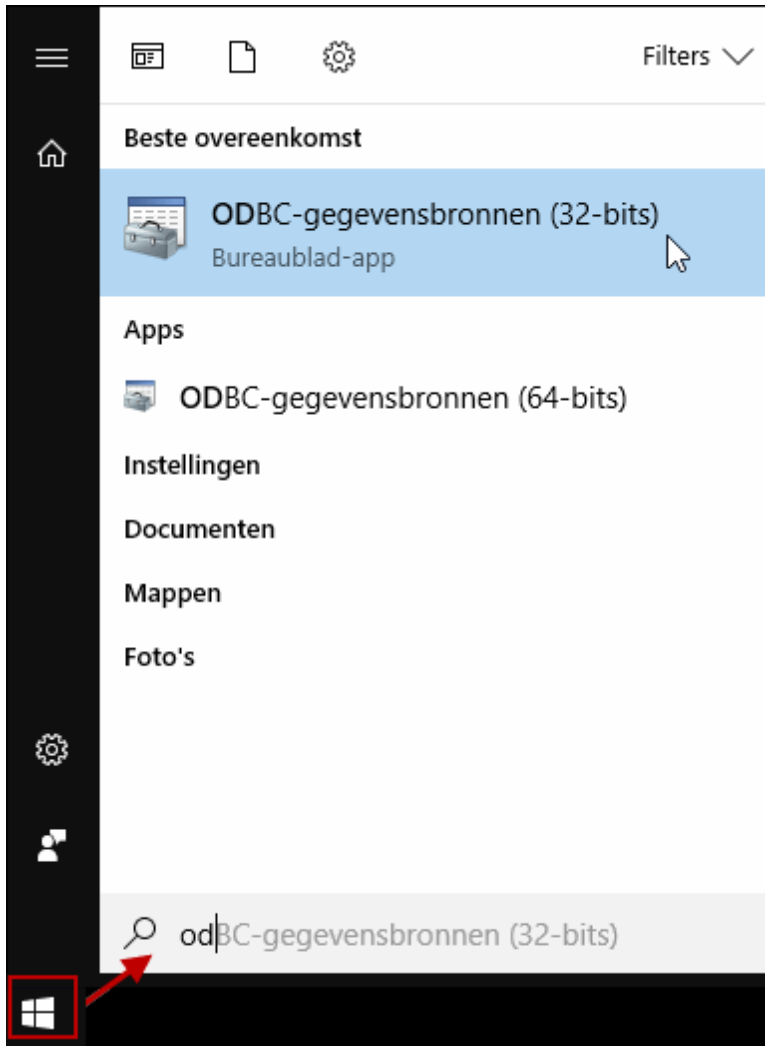 Filters
Beste overeenkomst
ODBC-gegevensbronnen (32-bits)
Bureaublad-app
Apps
ODBC-gegevensbronnen (64-bits)
Instellingen
Documenten
Mappen
Foto's
odBC-gegevensbronnen (32-bits)